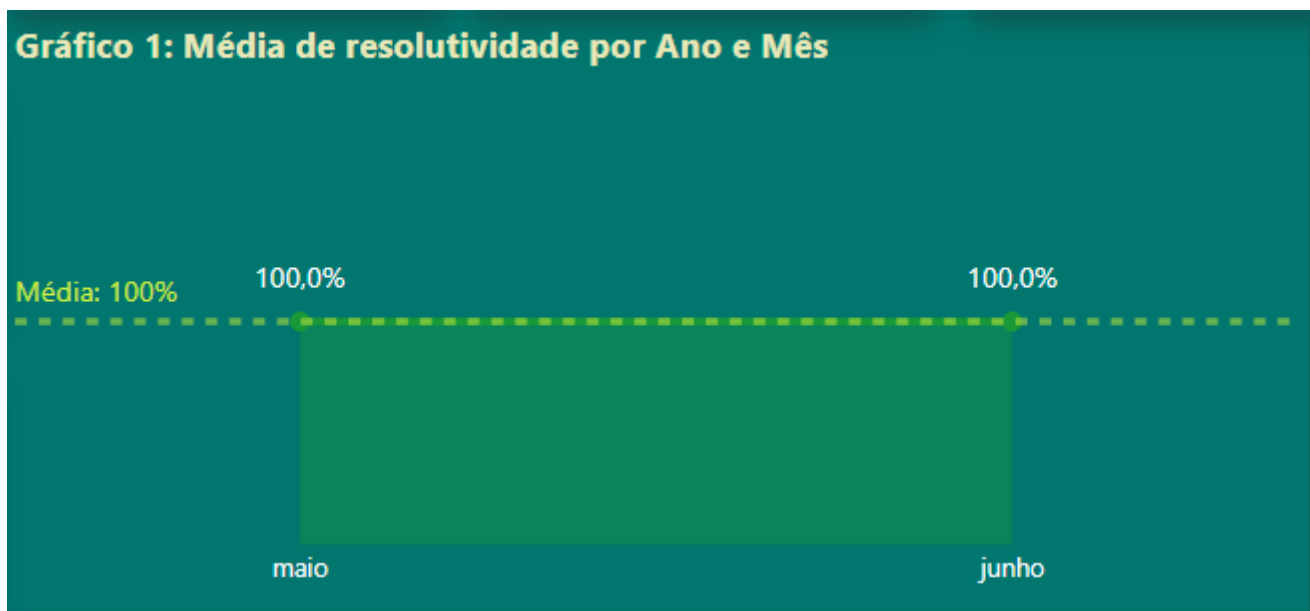 Gráfico 1: Média de resolutividade por Ano e Mês
Média: 100%
100,0%
100,0%
maio
junho